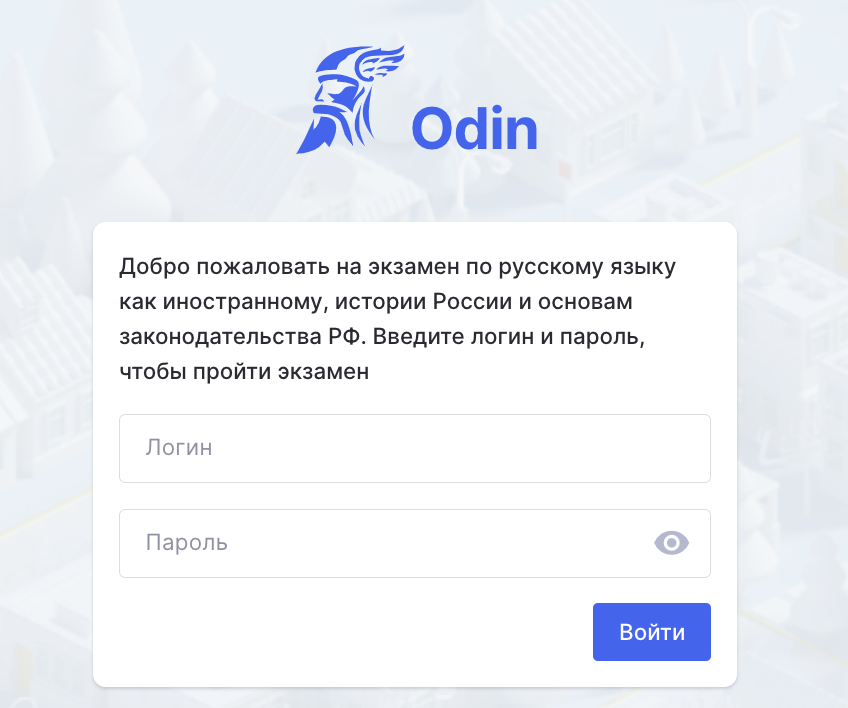 Odin
Добро пожаловать на экзамен по русскому языку
как иностранному, истории России и основам
законодательства РФ. Введите логин и пароль,
чтобы пройти экзамен
Логин
Пароль
Войти